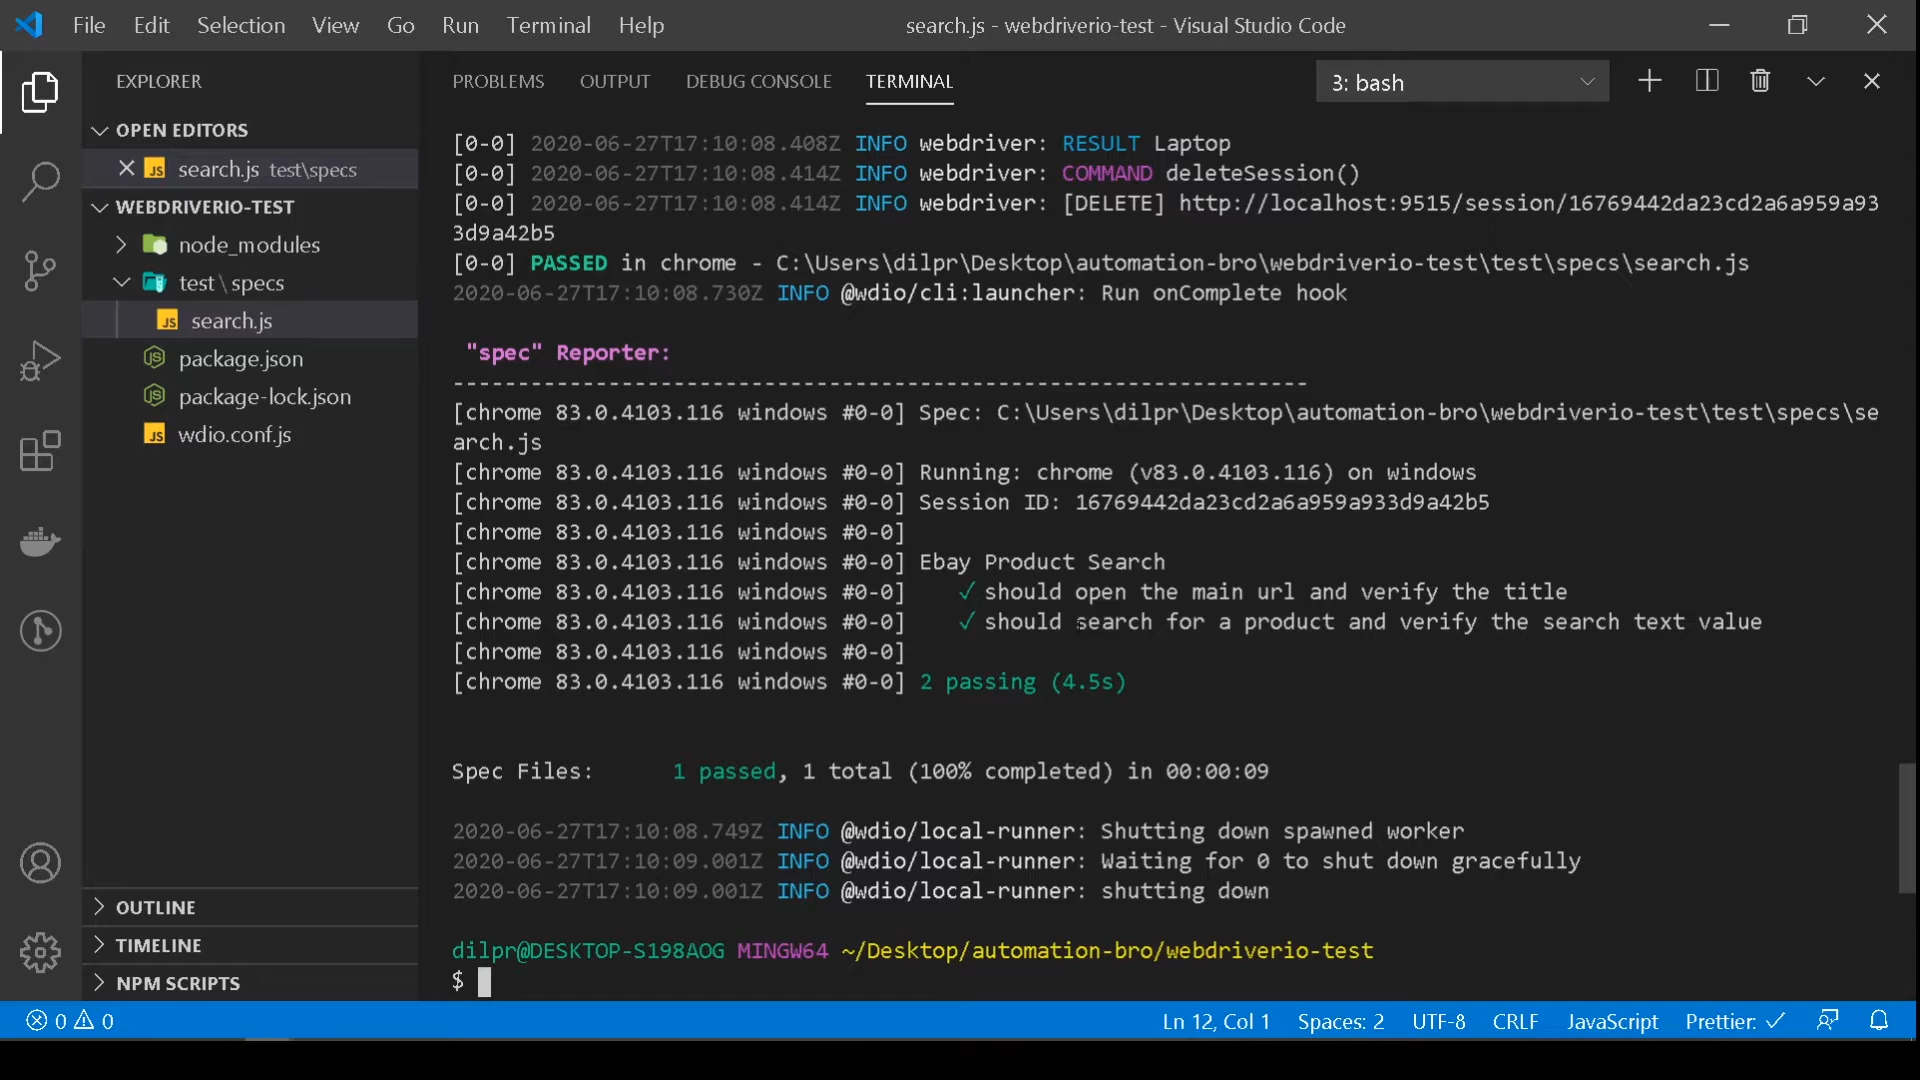 File Edit Selection View Go Run Terminal Help search.js - webdriverio-test - Visual Studio Code
EXPLORER
OPEN EDITORS
search.js test\specs
WEBDRIVERIO-TEST
node_modules
test\specs
search.js
package.json
package-lock.json
wdio.conf.js
OUTLINE
TIMELINE
NPM SCRIPTS
PROBLEMS OUTPUT DEBUG CONSOLE TERMINAL 3: bash
[0-0] 2020-06-27T17:10:08.408Z INFO webdriver: RESULT Laptop
[0-0] 2020-06-27T17:10:08.414Z INFO webdriver: COMMAND deleteSession()
[0-0] 2020-06-27T17:10:08.414Z INFO webdriver: [DELETE] http://localhost:9515/session/16769442da23cd2a6a959a93
3d9a42b5
[0-0] PASSED in chrome - C:\Users\dilpr\Desktop\automation-bro\webdriverio-test\test\specs\search.js
2020-06-27T17:10:08.730Z INFO @wdio/cli:launcher: Run onComplete hook
"spec" Reporter:
------------------------------------------------------------------
[chrome 83.0.4103.116 windows #0-0] Spec: C:\Users\dilpr\Desktop\automation-bro\webdriverio-test\test\specs\se
arch.js
[chrome 83.0.4103.116 windows #0-0] Running: chrome (v83.0.4103.116) on windows
[chrome 83.0.4103.116 windows #0-0] Session ID: 16769442da23cd2a6a959a933d9a42b5
[chrome 83.0.4103.116 windows #0-0]
[chrome 83.0.4103.116 windows #0-0] Ebay Product Search
[chrome 83.0.4103.116 windows #0-0] ✓ should open the main url and verify the title
[chrome 83.0.4103.116 windows #0-0] ✓ should search for a product and verify the search text value
[chrome 83.0.4103.116 windows #0-0]
[chrome 83.0.4103.116 windows #0-0] 2 passing (4.5s)
Spec Files: 1 passed, 1 total (100% completed) in 00:00:09
2020-06-27T17:10:08.749Z INFO @wdio/local-runner: Shutting down spawned worker
2020-06-27T17:10:09.001Z INFO @wdio/local-runner: Waiting for 0 to shut down gracefully
2020-06-27T17:10:09.001Z INFO @wdio/local-runner: shutting down
dilpr@DESKTOP-S198AOG MINGW64 ~/Desktop/automation-bro/webdriverio-test
$
0 0 Ln 12, Col 1 Spaces: 2 UTF-8 CRLF JavaScript Prettier: ✓